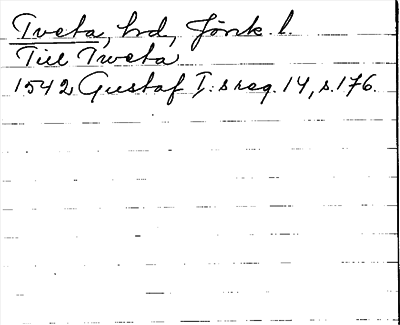 Tveta, hd, Jönk. l.
Till Tweta
1542 Gustaf I:s reg. 14, s. 176.